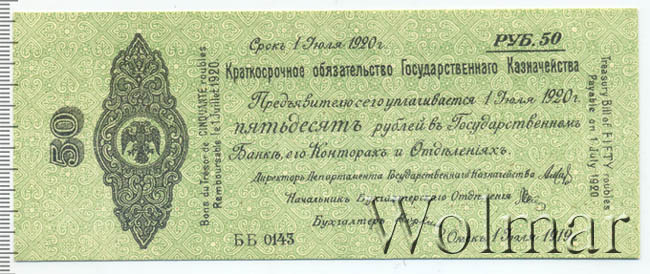 Срокъ 1 Іюля 1920 г.
РУБ. 50
Краткосрочное обязательство Государственнаго Казначейства
Предъявителю сего уплачивается 1 Іюля 1920 г.
пятьдесятъ рублей въ Государственномъ
Банкѣ, его Конторахъ и Отдѣленіяхъ.
Директоръ Департамента Государственнаго Казначейства
Начальникъ Бухгалтерскаго Отдѣленія
Бухгалтеръ
ББ 0143
Омскъ, 1 Іюля 1919
50
Bons du Trésor de CINQUANTE roubles
Remboursable le 1 Juillet 1920.
Treasury Bill of FIFTY roubles
Payable on 1 July 1920
Wolmar